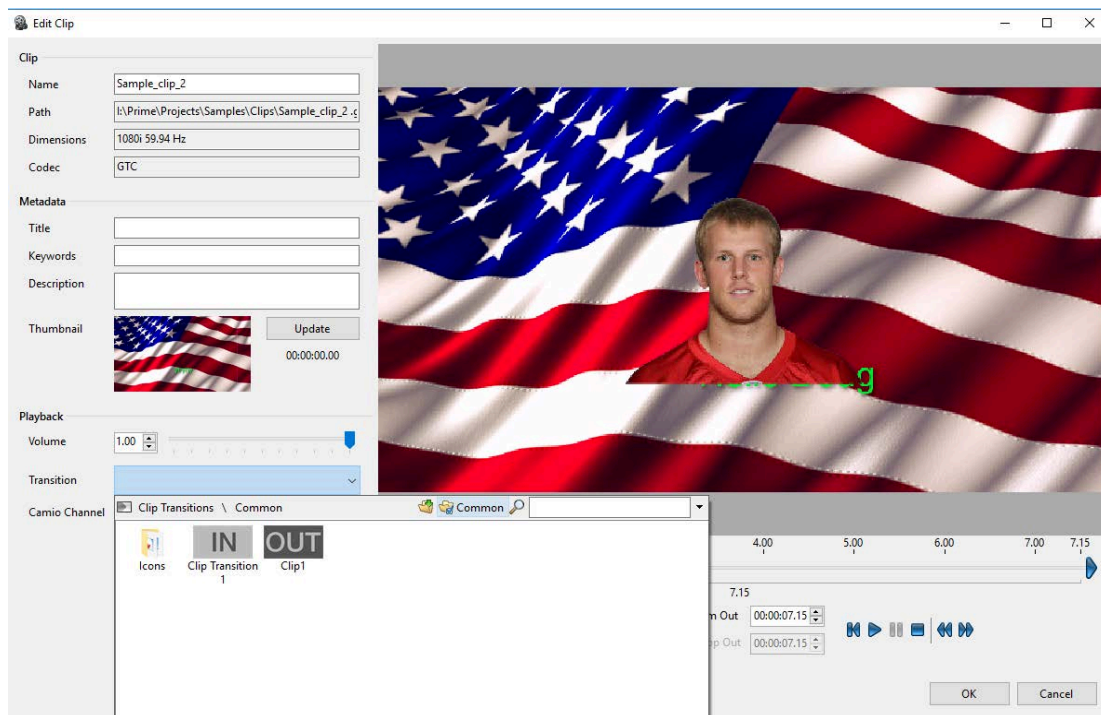 Edit Clip
Clip
Name Sample_clip_2
Path I:\Prime\Projects\Samples\Clips\Sample_clip_2.g
Dimensions 1080i 59.94 Hz
Codec GTC
Metadata
Title
Keywords
Description
Thumbnail Update
00:00:00.00
Playback
Volume 1.00
Transition
Camio Channel
Clip Transitions \ Common Common
IN OUT
Icons Clip Transition 1 Clip1
4.00 5.00 6.00 7.00 7.15
7.15
m Out 00:00:07.15
op Out 00:00:07.15
OK Cancel